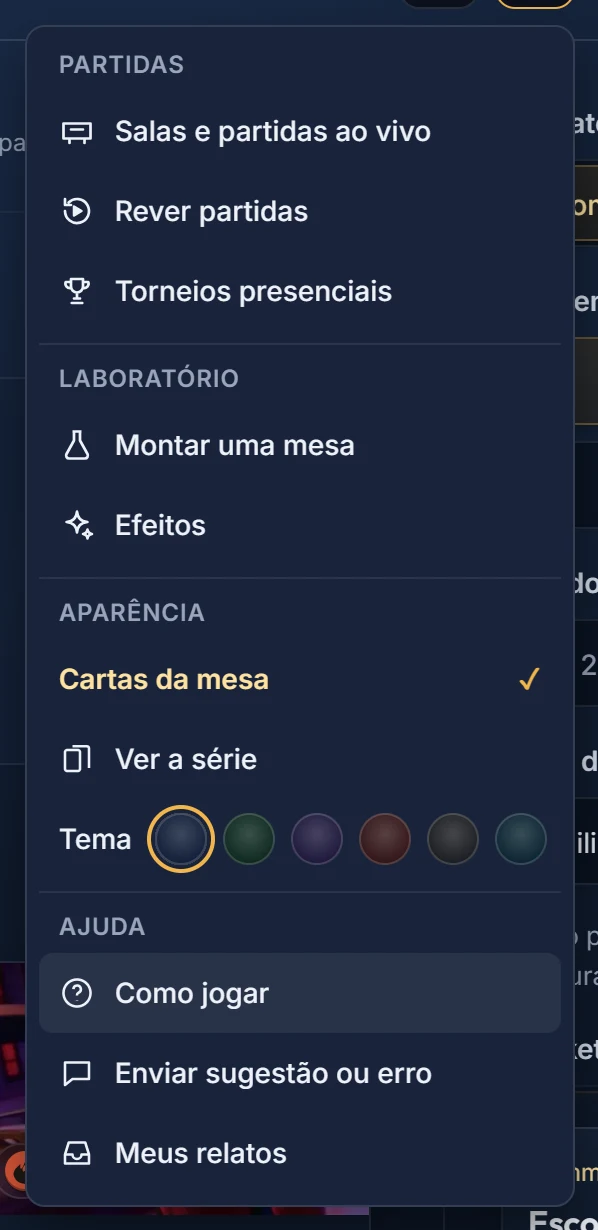 PARTIDAS
Salas e partidas ao vivo
Rever partidas
Torneios presenciais
LABORATÓRIO
Montar uma mesa
Efeitos
APARÊNCIA
Cartas da mesa
Ver a série
Tema
AJUDA
Como jogar
Enviar sugestão ou erro
Meus relatos